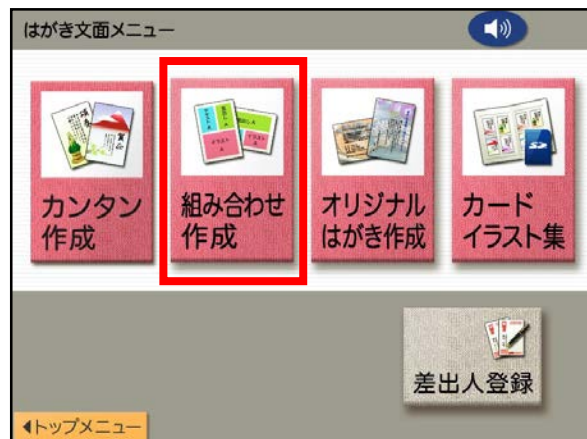 はがき文面メニュー
カンタン
作成
組み合わせ
作成
オリジナル
はがき作成
カード
イラスト集
差出人登録
◀トップメニュー